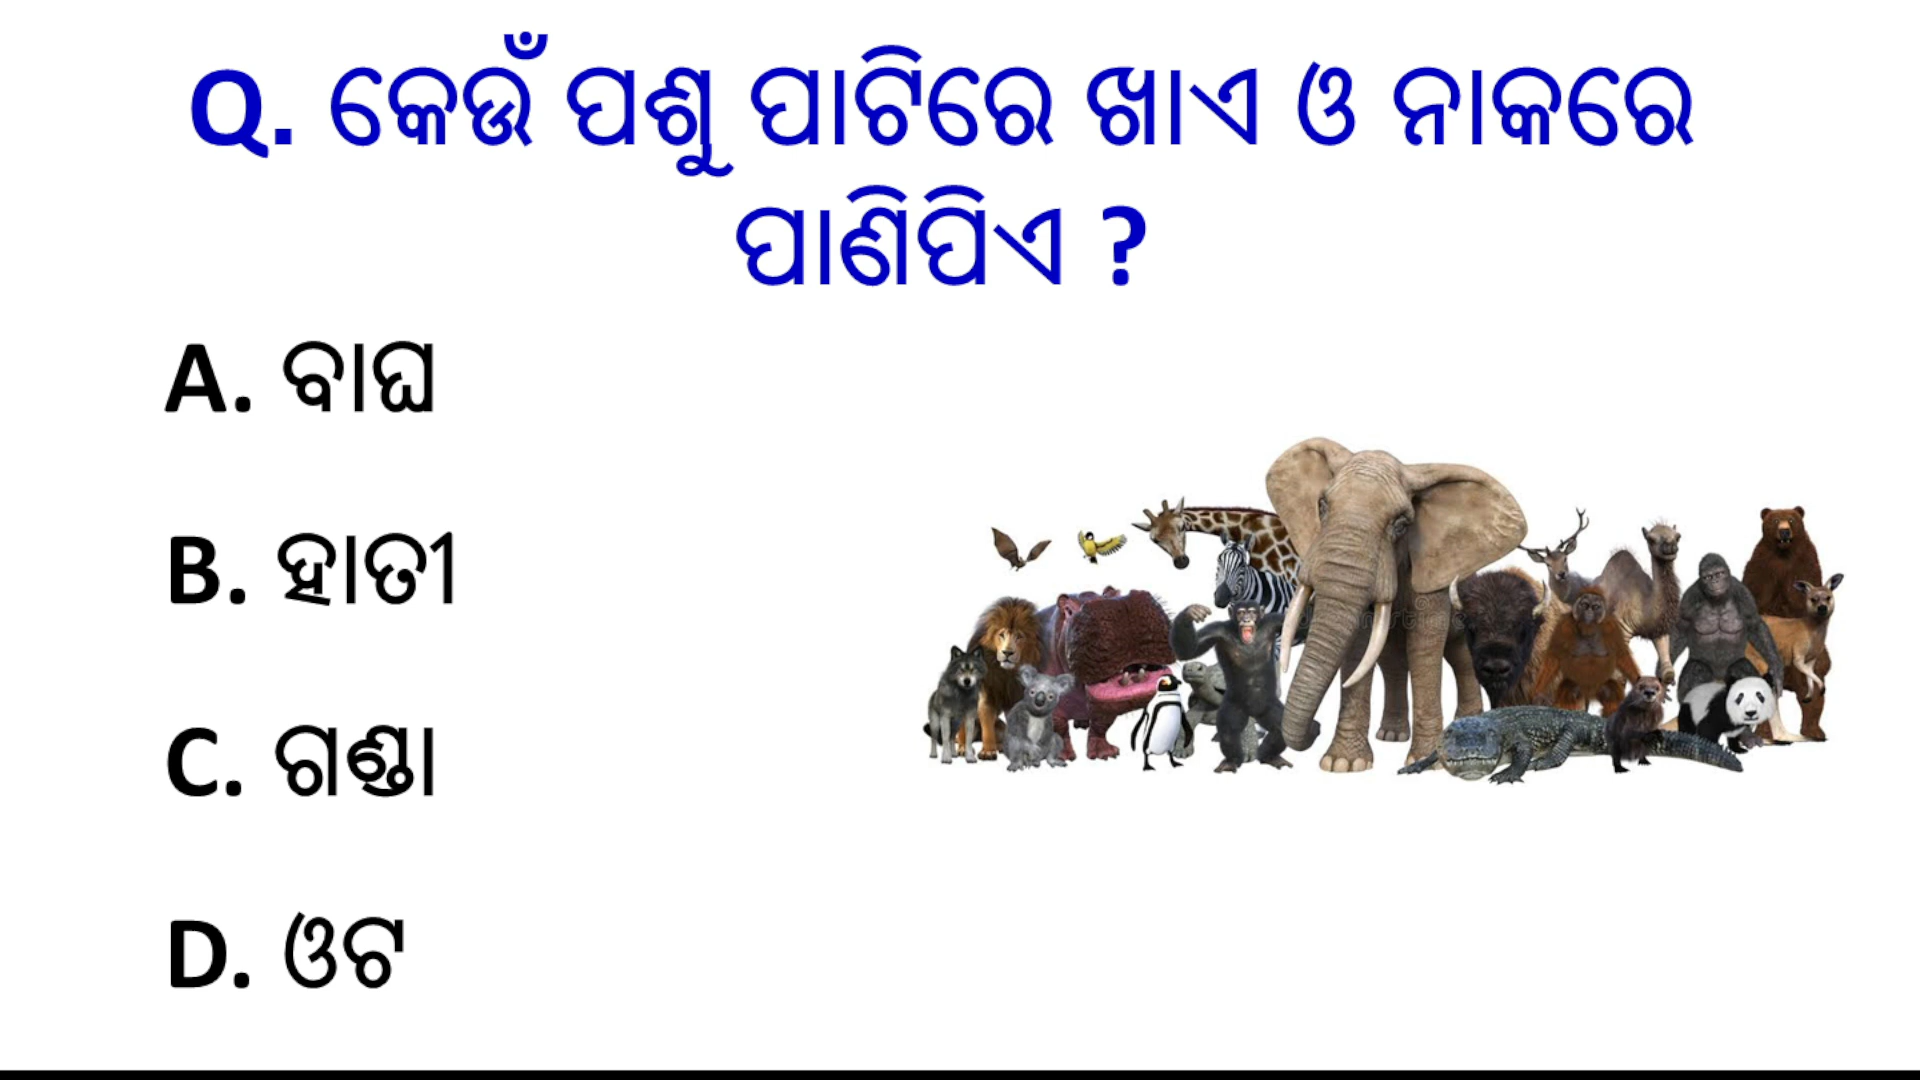 Q. କେଉଁ ପଶୁ ପାଟିରେ ଖାଏ ଓ ନାକରେ
ପାଣିପିଏ ?
A. ବାଘ
B. ହାତୀ
C. ଗଣ୍ଡା
D. ଓଟ